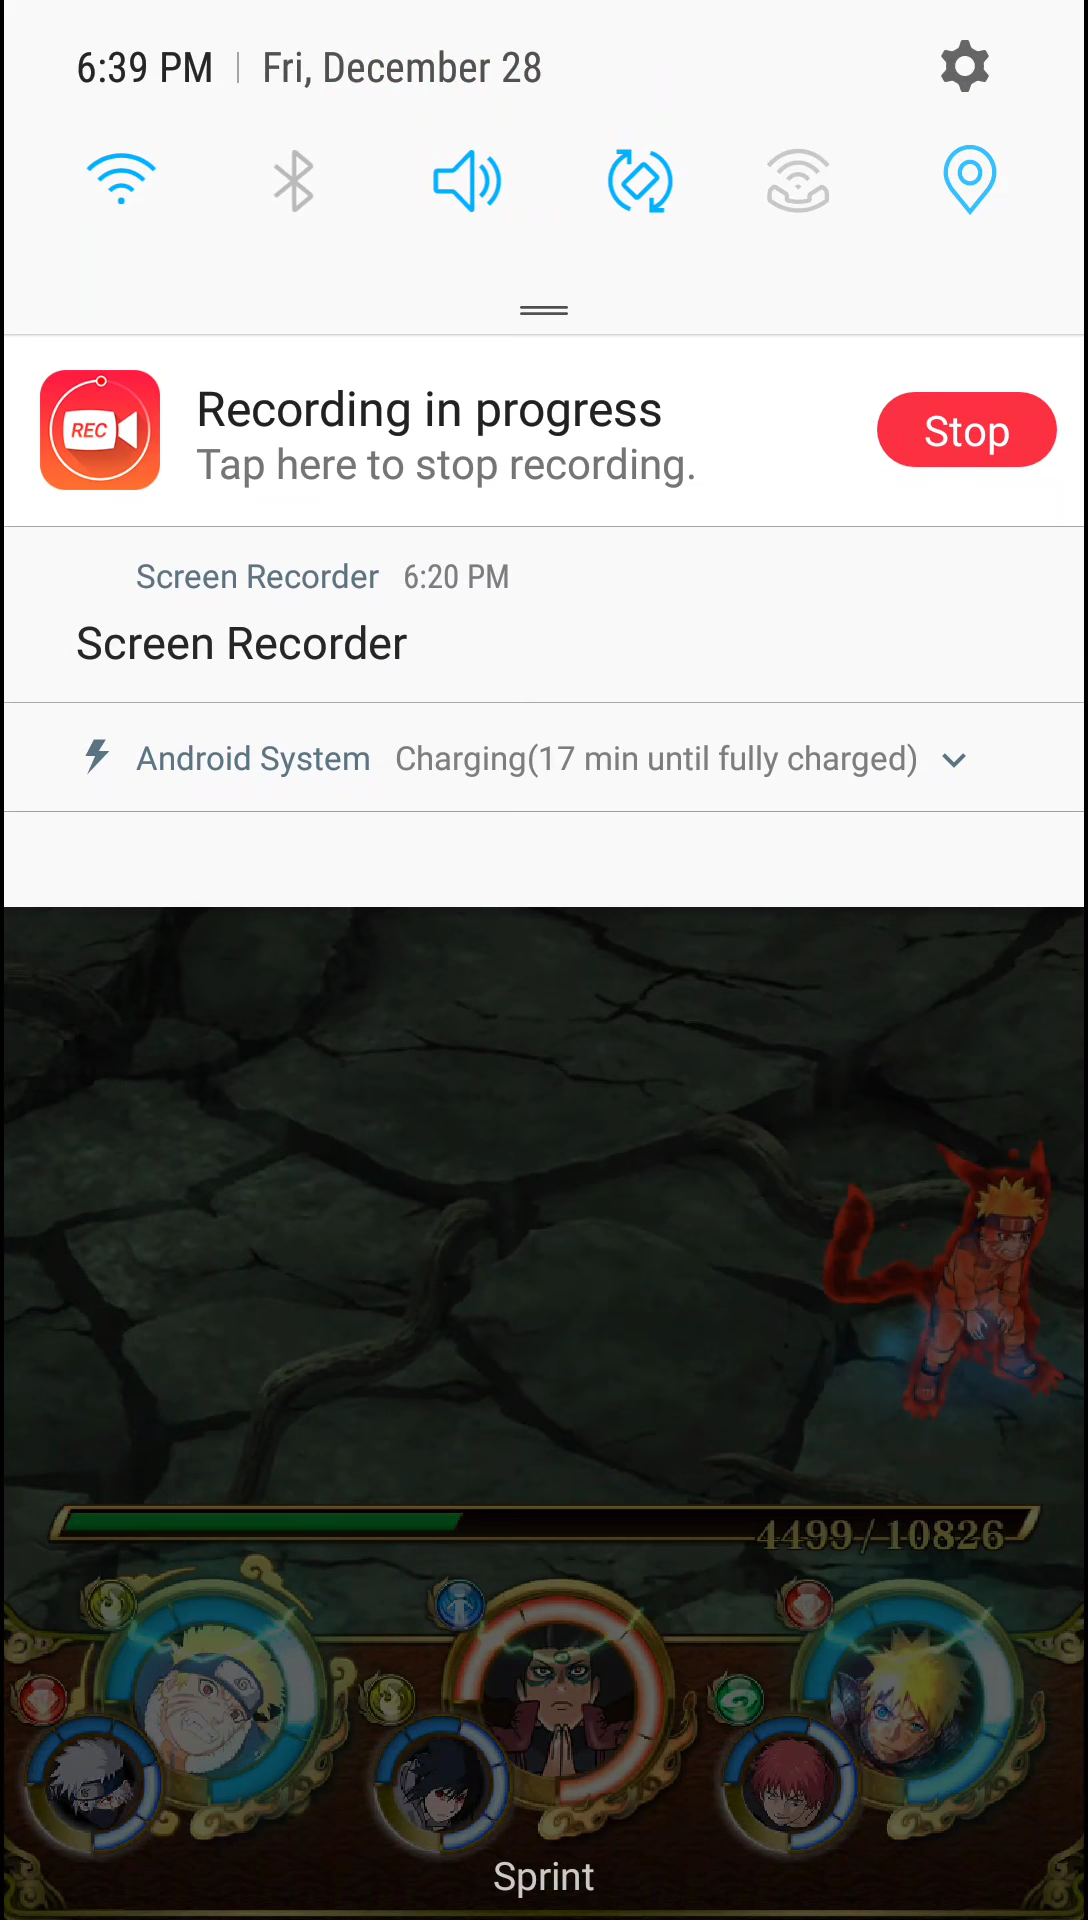 6:39 PM | Fri, December 28
REC
Recording in progress
Tap here to stop recording.
Stop
Screen Recorder 6:20 PM
Screen Recorder
Android System Charging(17 min until fully charged)
4499/10826
Sprint